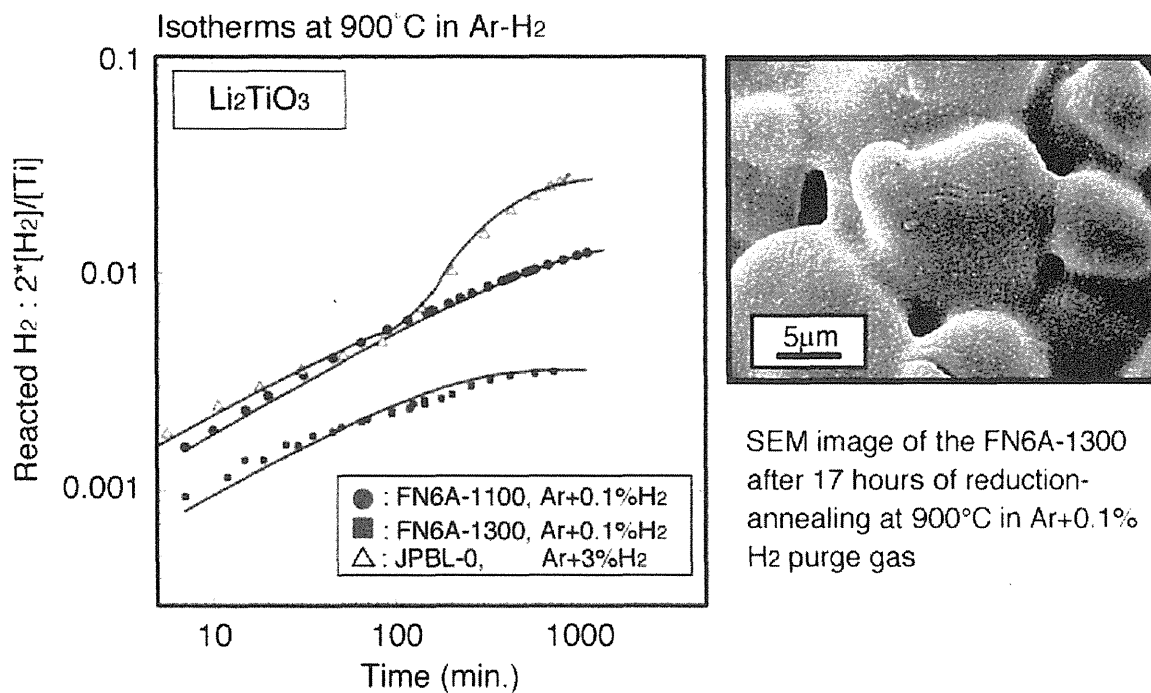 Isotherms at 900°C in Ar-H2
0.1
Li2TiO3
0.01
0.001
Reacted H2 : 2*[H2]/[Ti]
● : FN6A-1100, Ar+0.1%H2
■ : FN6A-1300, Ar+0.1%H2
△ : JPBL-0, Ar+3%H2
10 100 1000
Time (min.)
5μm
SEM image of the FN6A-1300
after 17 hours of reduction-
annealing at 900°C in Ar+0.1%
H2 purge gas